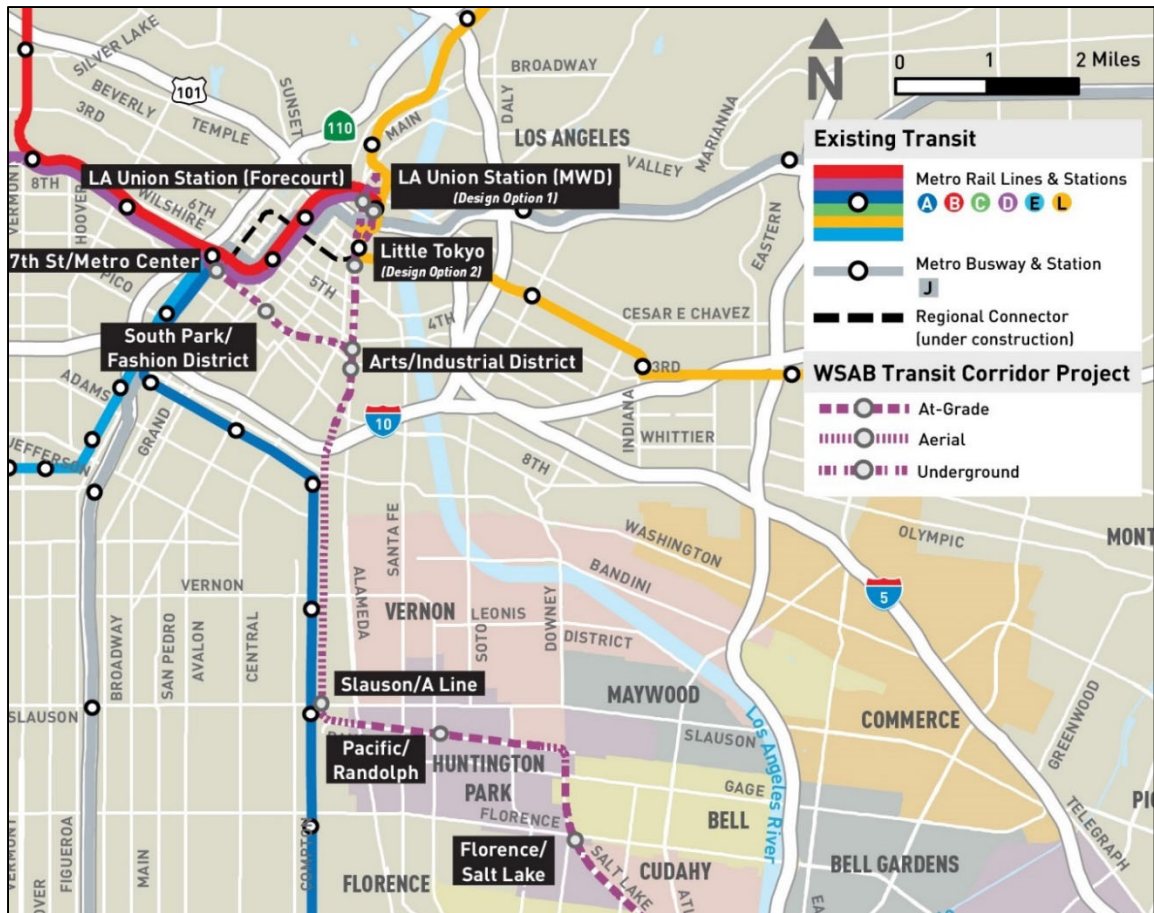 SILVER LAKE
BEVERLY
3RD
TEMPLE
101
SUNSET
110
MAIN
BROADWAY
DALY
LOS ANGELES
VALLEY
MARIANNA
EASTERN
N
0 1 2 Miles
Existing Transit
Metro Rail Lines & Stations
A B C D E L
Metro Busway & Station
J
Regional Connector
(under construction)
WSAB Transit Corridor Project
At-Grade
Aerial
Underground
VERMONT
8TH
HOOVER
WILSHIRE
6TH
LA Union Station (Forecourt)
LA Union Station (MWD)
(Design Option 1)
7th St/Metro Center
Little Tokyo
(Design Option 2)
PICO
5TH
4TH
CESAR E CHAVEZ
South Park/
Fashion District
Arts/Industrial District
3RD
ADAMS
GRAND
JEFFERSON
10
INDIANA
WHITTIER
8TH
WASHINGTON
OLYMPIC
MONT
SANTA FE
ALAMEDA
BANDINI
5
VERNON
VERNON
LEONIS
SOTO
DOWNEY
DISTRICT
BROADWAY
SAN PEDRO
AVALON
CENTRAL
Slauson/A Line
MAYWOOD
COMMERCE
GREENWOOD
SLAUSON
SLAUSON
Los Angeles River
Pacific/
Randolph
HUNTINGTON
PARK
GAGE
BELL
PIC
TELEGRAPH
FLORENCE
Florence/
Salt Lake
SALT LAKE
CUDAHY
BELL GARDENS
VERMONT
OVER
FIGUEROA
MAIN
COMPTON
FLORENCE
ATL
EA